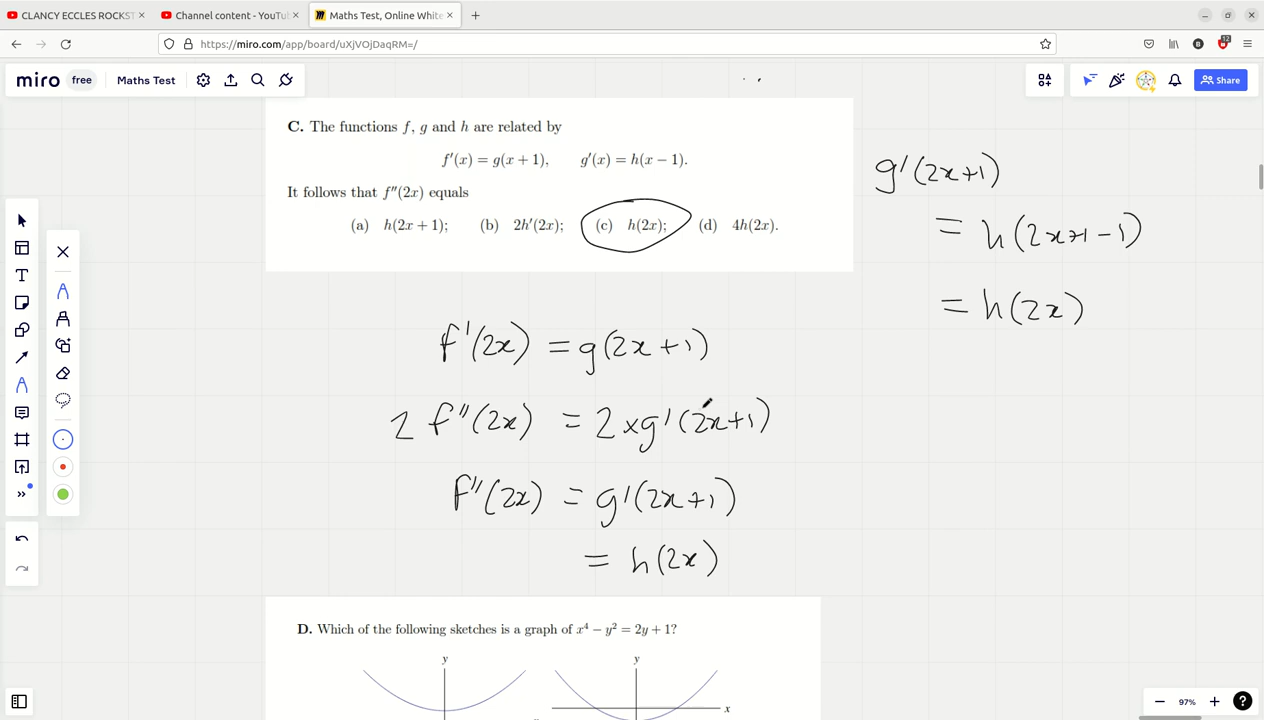 CLANCY ECCLES ROCKST
Channel content - YouTub
Maths Test, Online White
https://miro.com/app/board/uXjVOjDaqRM=/
12
miro free Maths Test
Share
C. The functions f, g and h are related by
f′(x) = g(x + 1), g′(x) = h(x − 1).
It follows that f″(2x) equals
(a) h(2x + 1); (b) 2h′(2x); (c) h(2x); (d) 4h(2x).
g'(2x+1)
= h(2x+1-1)
= h(2x)
f'(2x) = g(2x+1)
2 f"(2x) = 2×g'(2x+1)
f"(2x) = g'(2x+1)
= h(2x)
D. Which of the following sketches is a graph of x⁴ − y² = 2y + 1?
y
y
x
97%